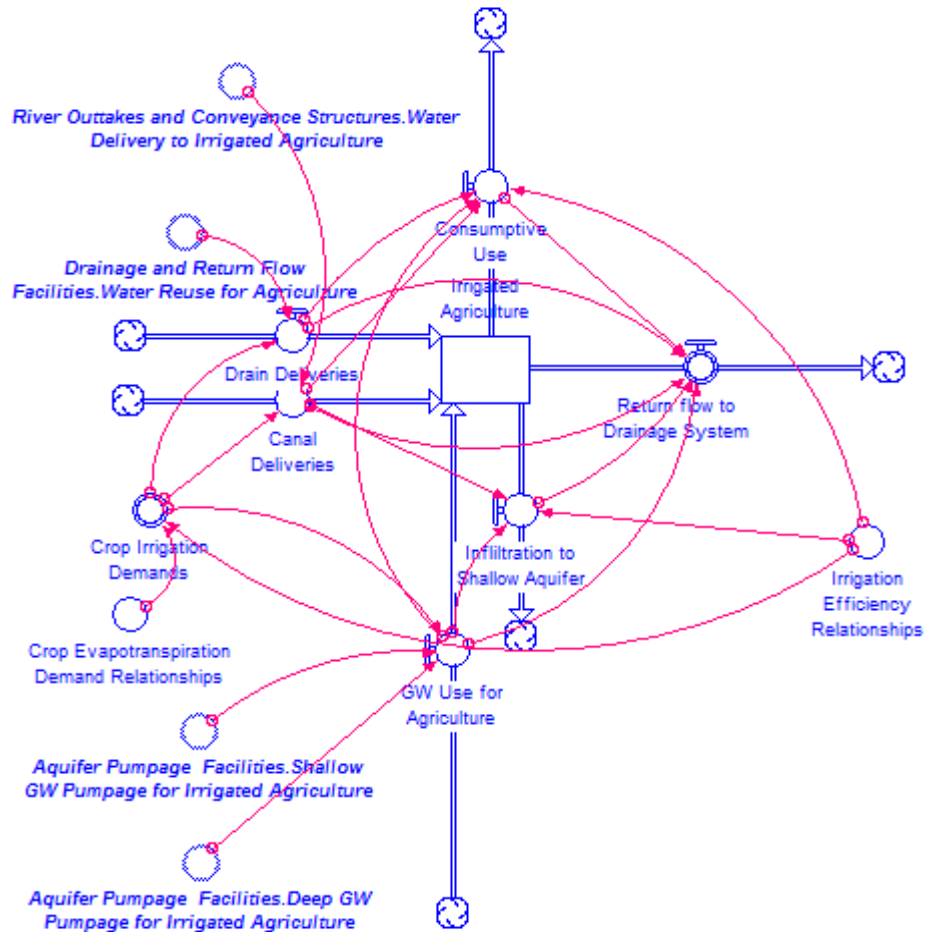 River Outtakes and Conveyance Structures.Water
Delivery to Irrigated Agriculture
Consumptive
Use
Drainage and Return Flow
Facilities.Water Reuse for Agriculture
Irrigated
Agriculture
Drain Deliveries
Canal
Deliveries
Return flow to
Drainage System
Crop Irrigation
Demands
Infliltration to
Shallow Aquifer
Irrigation
Efficiency
Relationships
Crop Evapotranspiration
Demand Relationships
GW Use for
Agriculture
Aquifer Pumpage Facilities.Shallow
GW Pumpage for Irrigated Agriculture
Aquifer Pumpage Facilities.Deep GW
Pumpage for Irrigated Agriculture